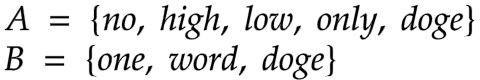 A = {no, high, low, only, doge}
B = {one, word, doge}